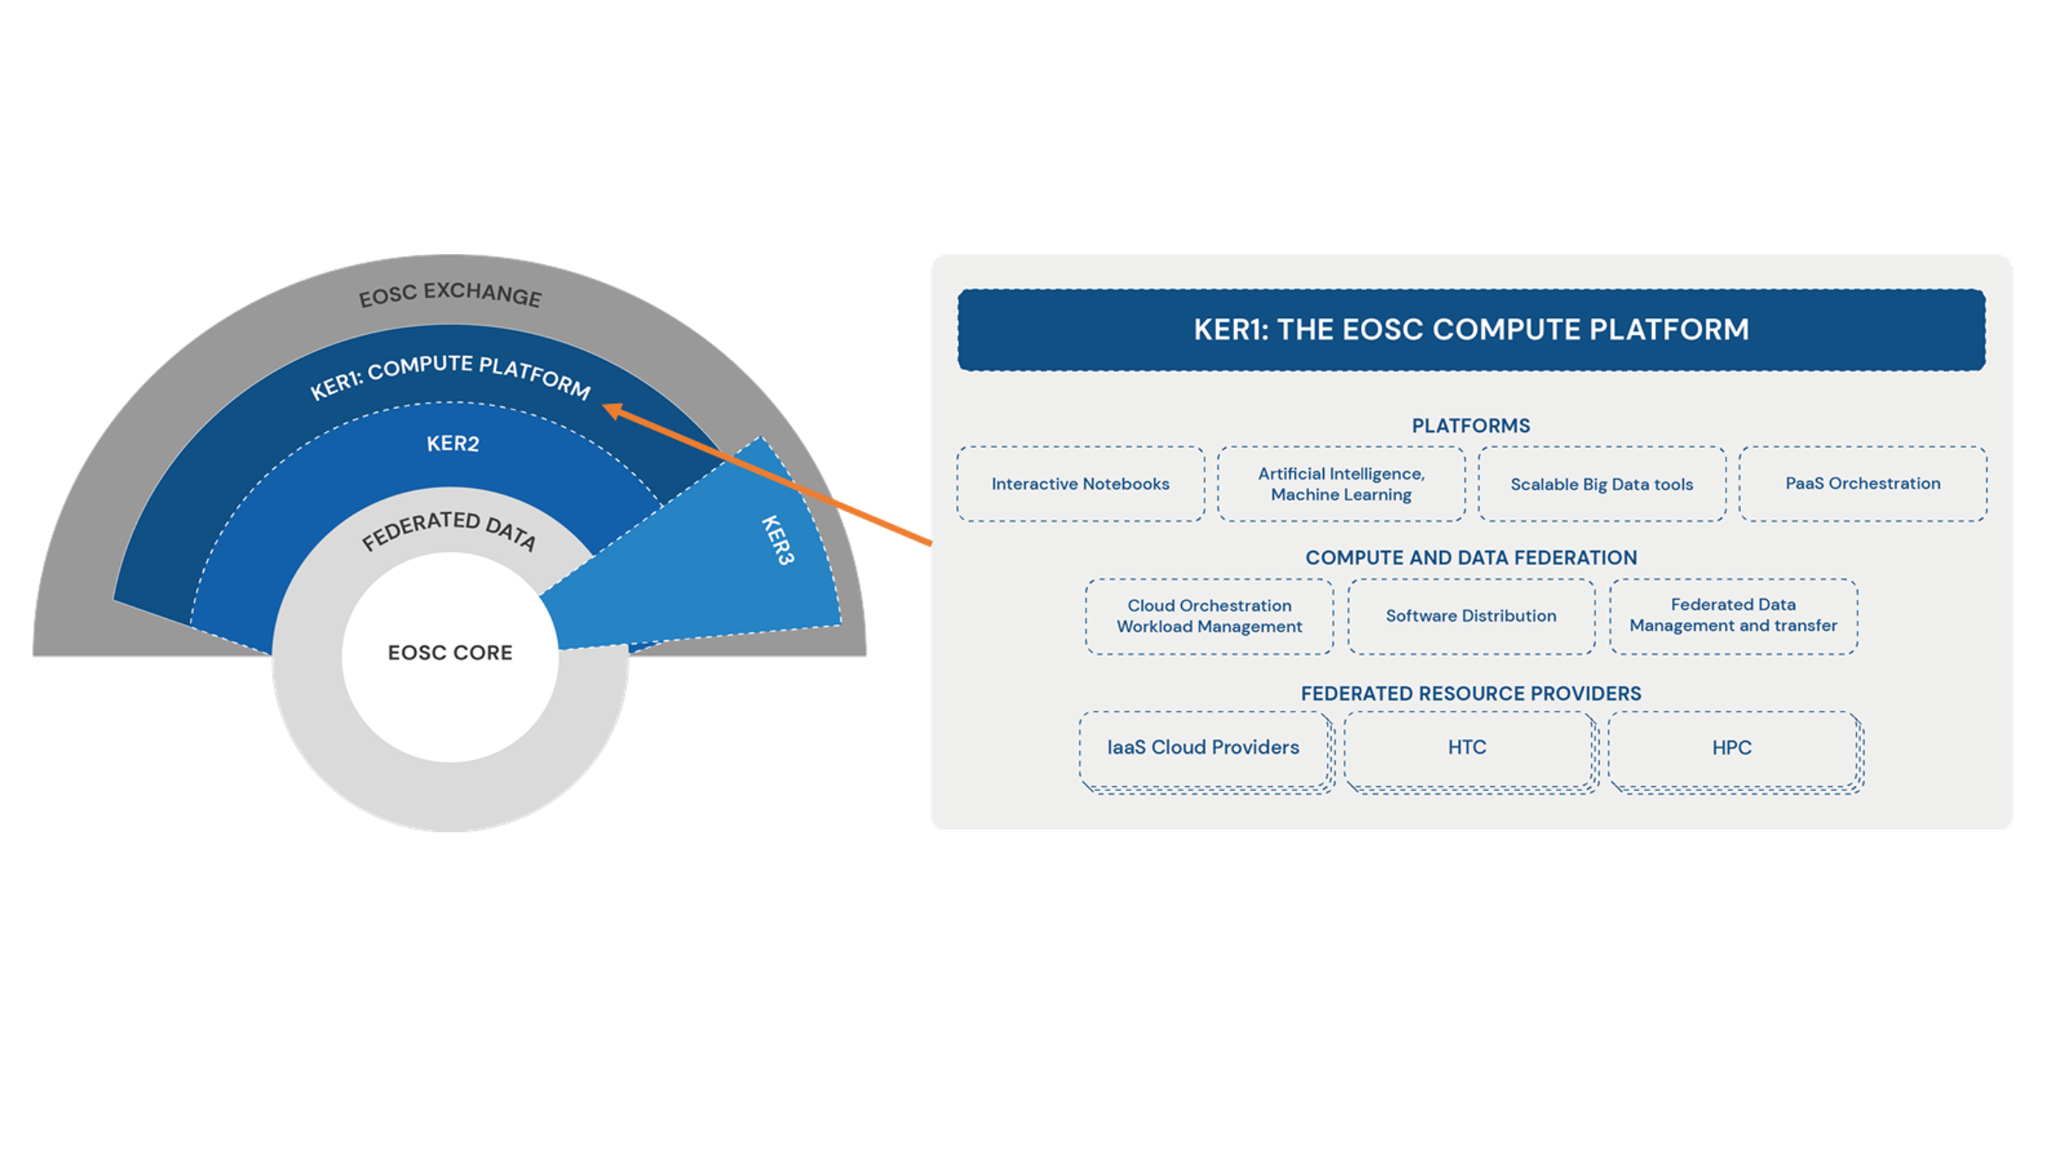 EOSC EXCHANGE
KER1: COMPUTE PLATFORM
KER2
FEDERATED DATA
KER3
EOSC CORE
KER1: THE EOSC COMPUTE PLATFORM
PLATFORMS
Interactive Notebooks
Artificial Intelligence,
Machine Learning
Scalable Big Data tools
PaaS Orchestration
COMPUTE AND DATA FEDERATION
Cloud Orchestration
Workload Management
Software Distribution
Federated Data
Management and transfer
FEDERATED RESOURCE PROVIDERS
IaaS Cloud Providers
HTC
HPC